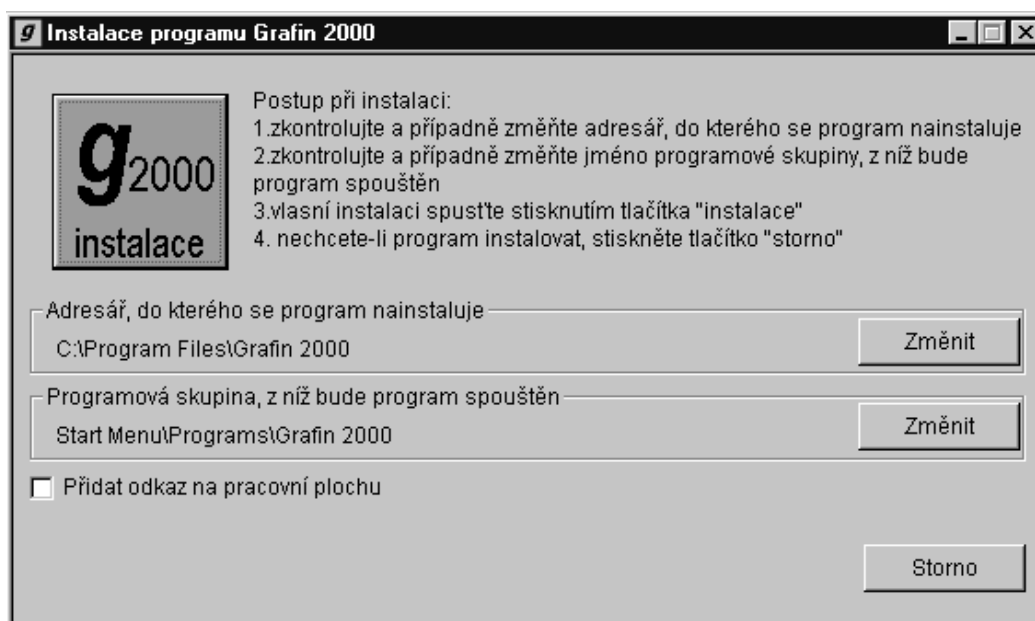 g Instalace programu Grafin 2000
Postup při instalaci:
1.zkontrolujte a případně změňte adresář, do kterého se program nainstaluje
2.zkontrolujte a případně změňte jméno programové skupiny, z níž bude
program spouštěn
3.vlasní instalaci spusťte stisknutím tlačítka "instalace"
4. nechcete-li program instalovat, stiskněte tlačítko "storno"
g2000
instalace
Adresář, do kterého se program nainstaluje
C:\Program Files\Grafin 2000
Změnit
Programová skupina, z níž bude program spouštěn
Start Menu\Programs\Grafin 2000
Změnit
Přidat odkaz na pracovní plochu
Storno